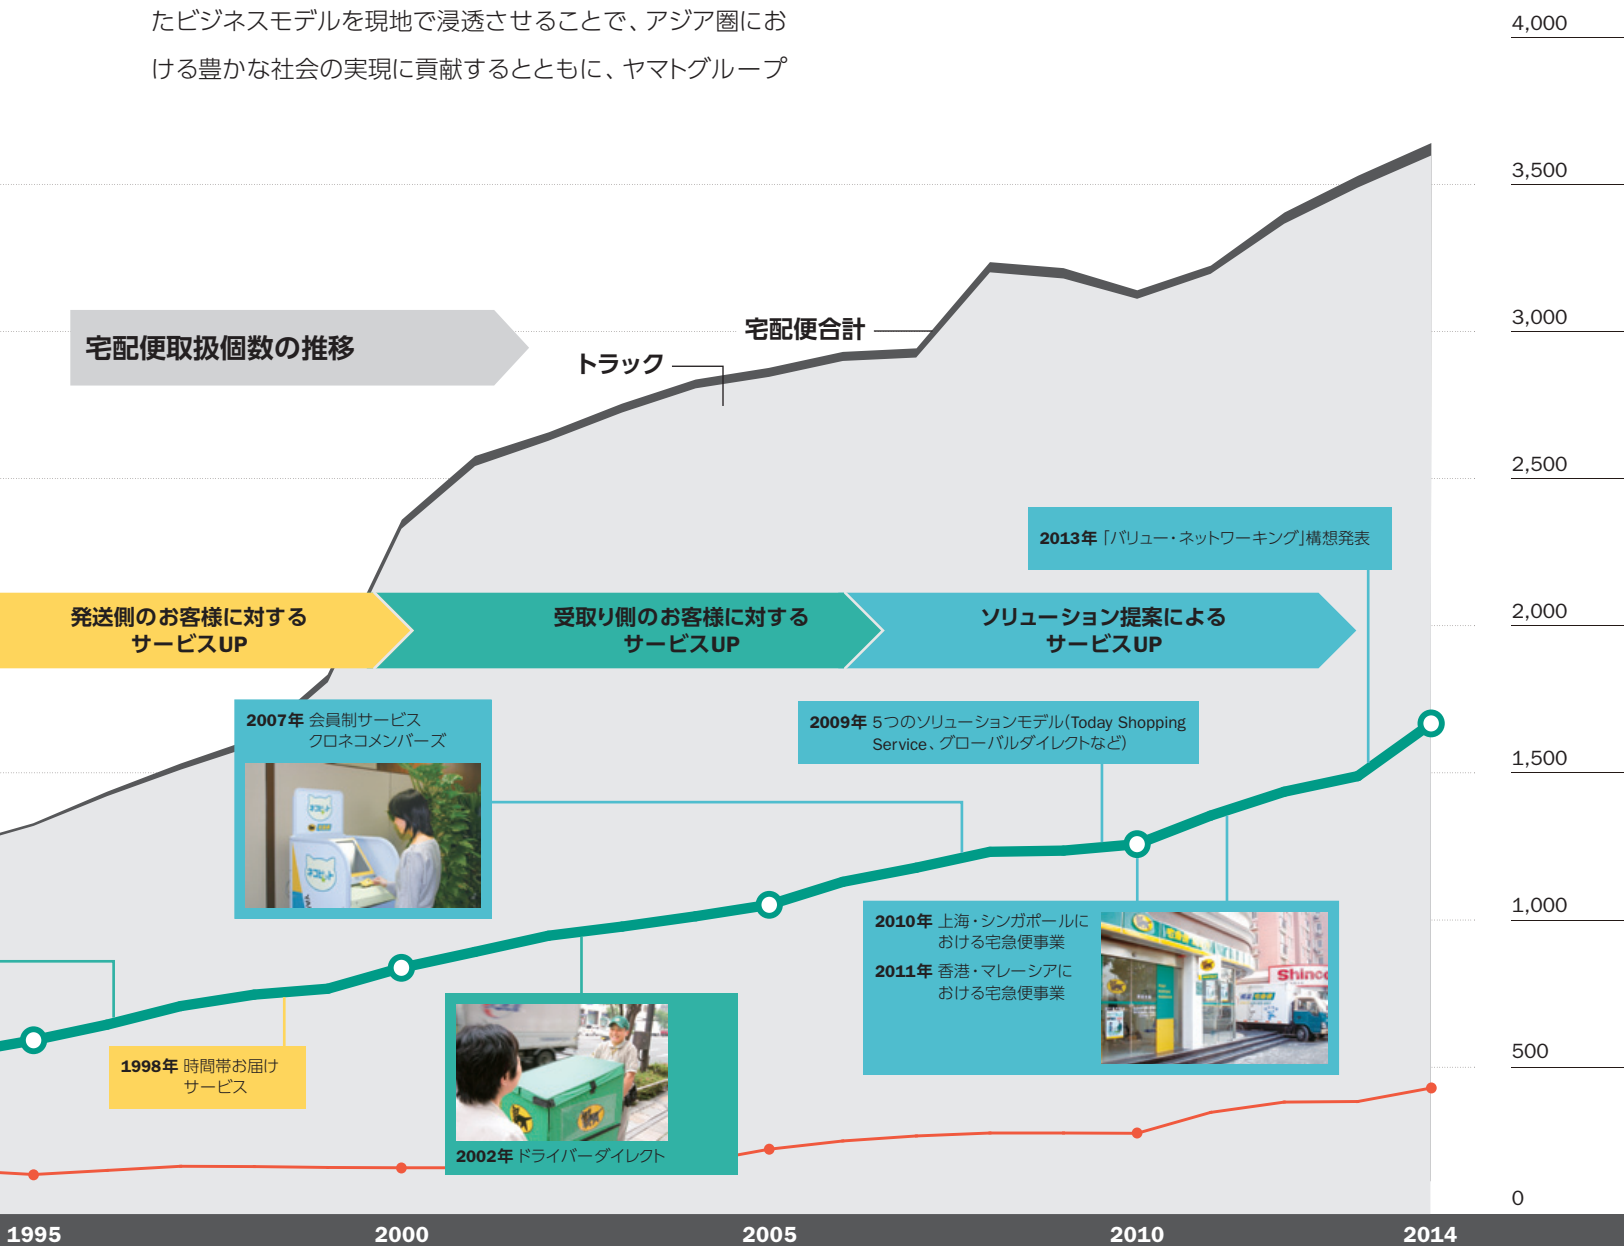 たビジネスモデルを現地で浸透させることで、アジア圏にお
ける豊かな社会の実現に貢献するとともに、ヤマトグループ
4,000
3,500
3,000
2,500
2,000
1,500
1,000
500
0
宅配便取扱個数の推移
宅配便合計
トラック
2013年「バリュー・ネットワーキング」構想発表
発送側のお客様に対する
サービスUP
受取り側のお客様に対する
サービスUP
ソリューション提案による
サービスUP
2007年 会員制サービス
クロネコメンバーズ
ネコピット
ネコピット
2009年 5つのソリューションモデル(Today Shopping
Service、グローバルダイレクトなど)
2010年 上海・シンガポールに
おける宅急便事業
2011年 香港・マレーシアに
おける宅急便事業
1998年 時間帯お届け
サービス
2002年 ドライバーダイレクト
1995
2000
2005
2010
2014